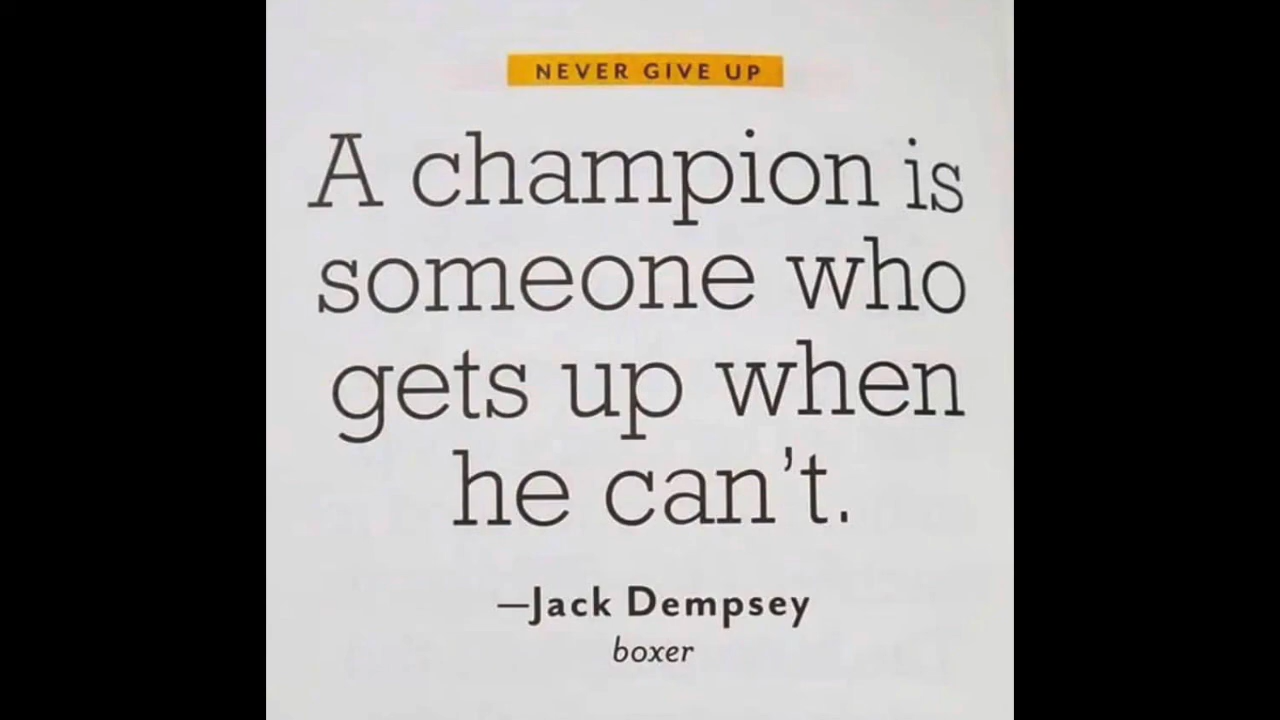 NEVER GIVE UP
A champion is
someone who
gets up when
he can't.
—Jack Dempsey
boxer